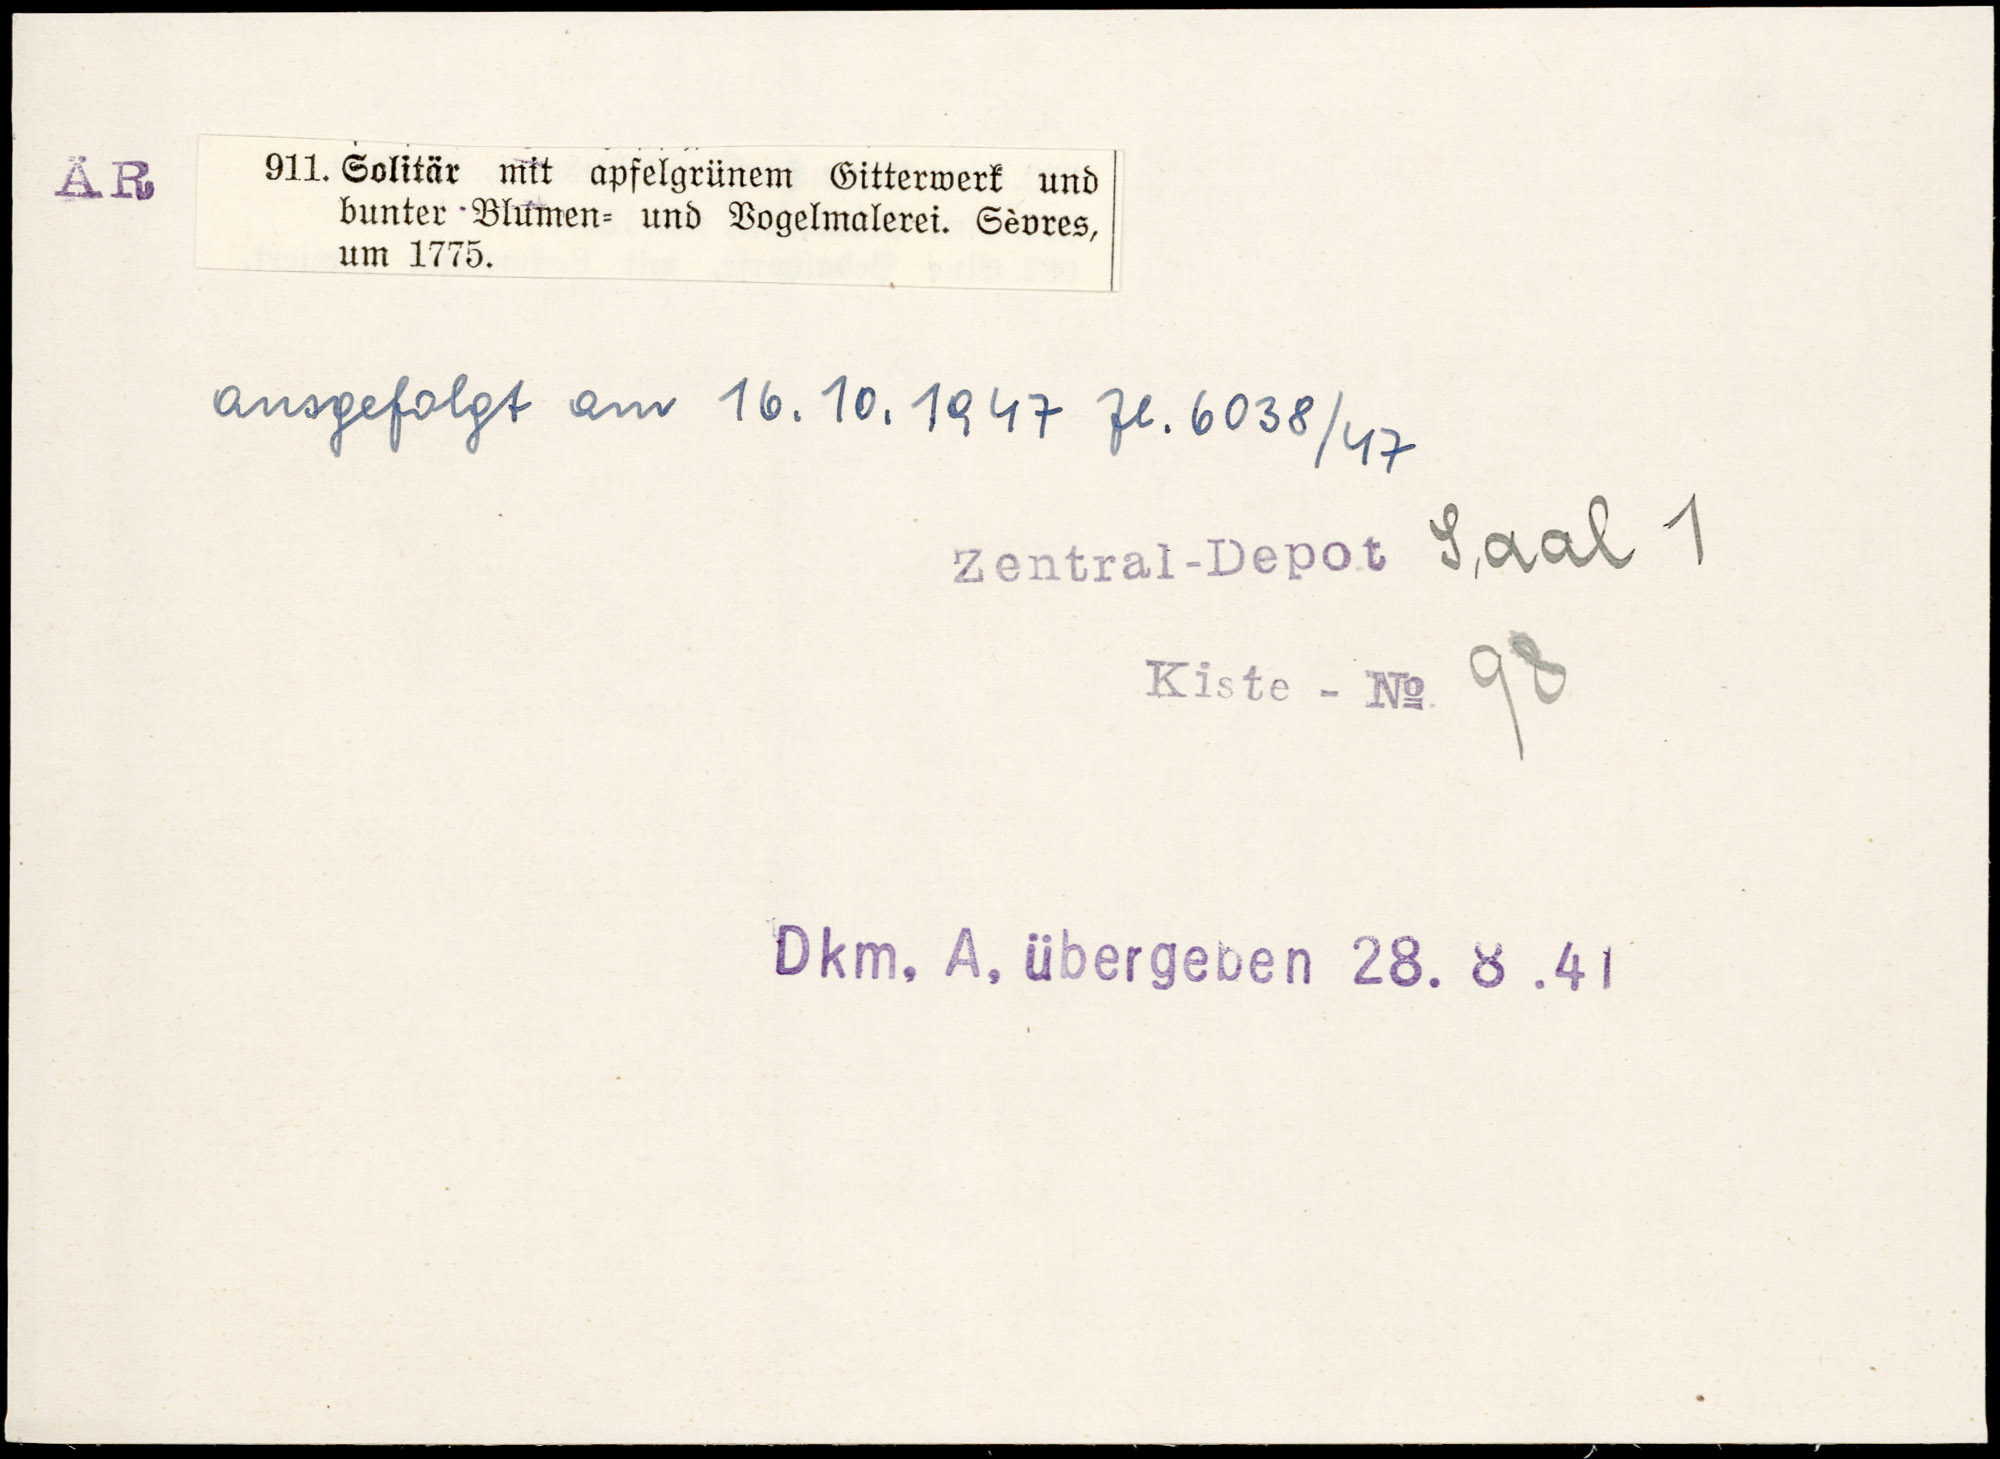 ÄR
911. Solitär mit apfelgrünem Gitterwerk und
bunter Blumen- und Vogelmalerei. Sèvres,
um 1775.
ausgefolgt am 16.10.1947 Zl. 6038/47
Zentral-Depot Saal 1
Kiste - № 98
Dkm. A. übergeben 28. 8 .41